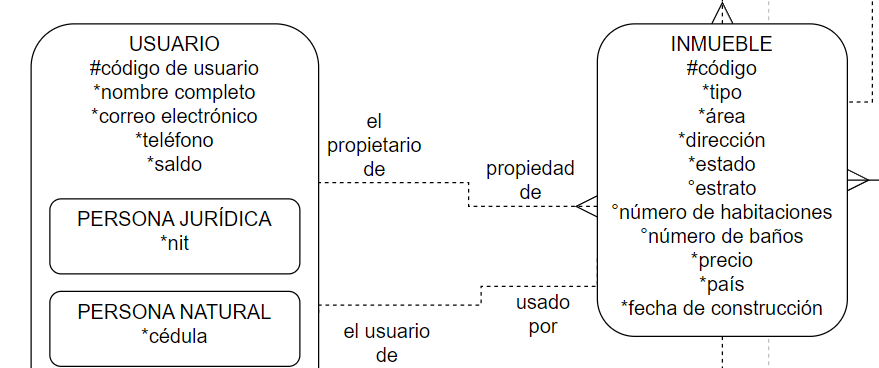 USUARIO
#código de usuario
*nombre completo
*correo electrónico
*teléfono
*saldo
PERSONA JURÍDICA
*nit
PERSONA NATURAL
*cédula
el
propietario
de
propiedad
de
el usuario
de
usado
por
INMUEBLE
#código
*tipo
*área
*dirección
*estado
°estrato
°número de habitaciones
°número de baños
*precio
*país
*fecha de construcción